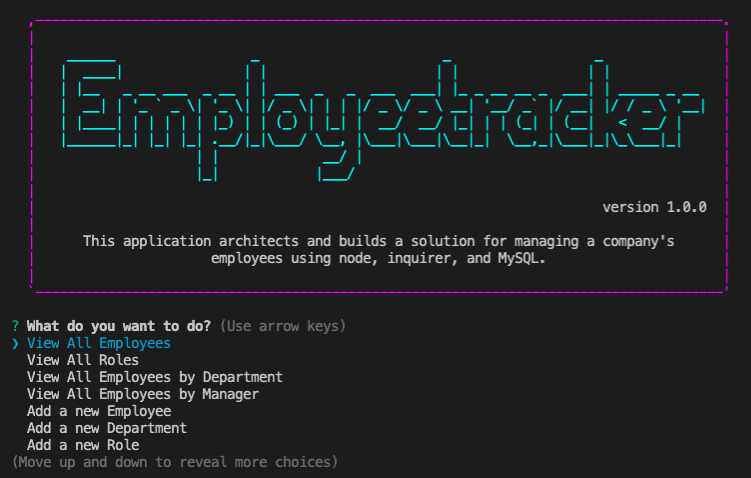 Employeetracker
version 1.0.0
This application architects and builds a solution for managing a company's
employees using node, inquirer, and MySQL.
? What do you want to do? (Use arrow keys)
❯ View All Employees
View All Roles
View All Employees by Department
View All Employees by Manager
Add a new Employee
Add a new Department
Add a new Role
(Move up and down to reveal more choices)